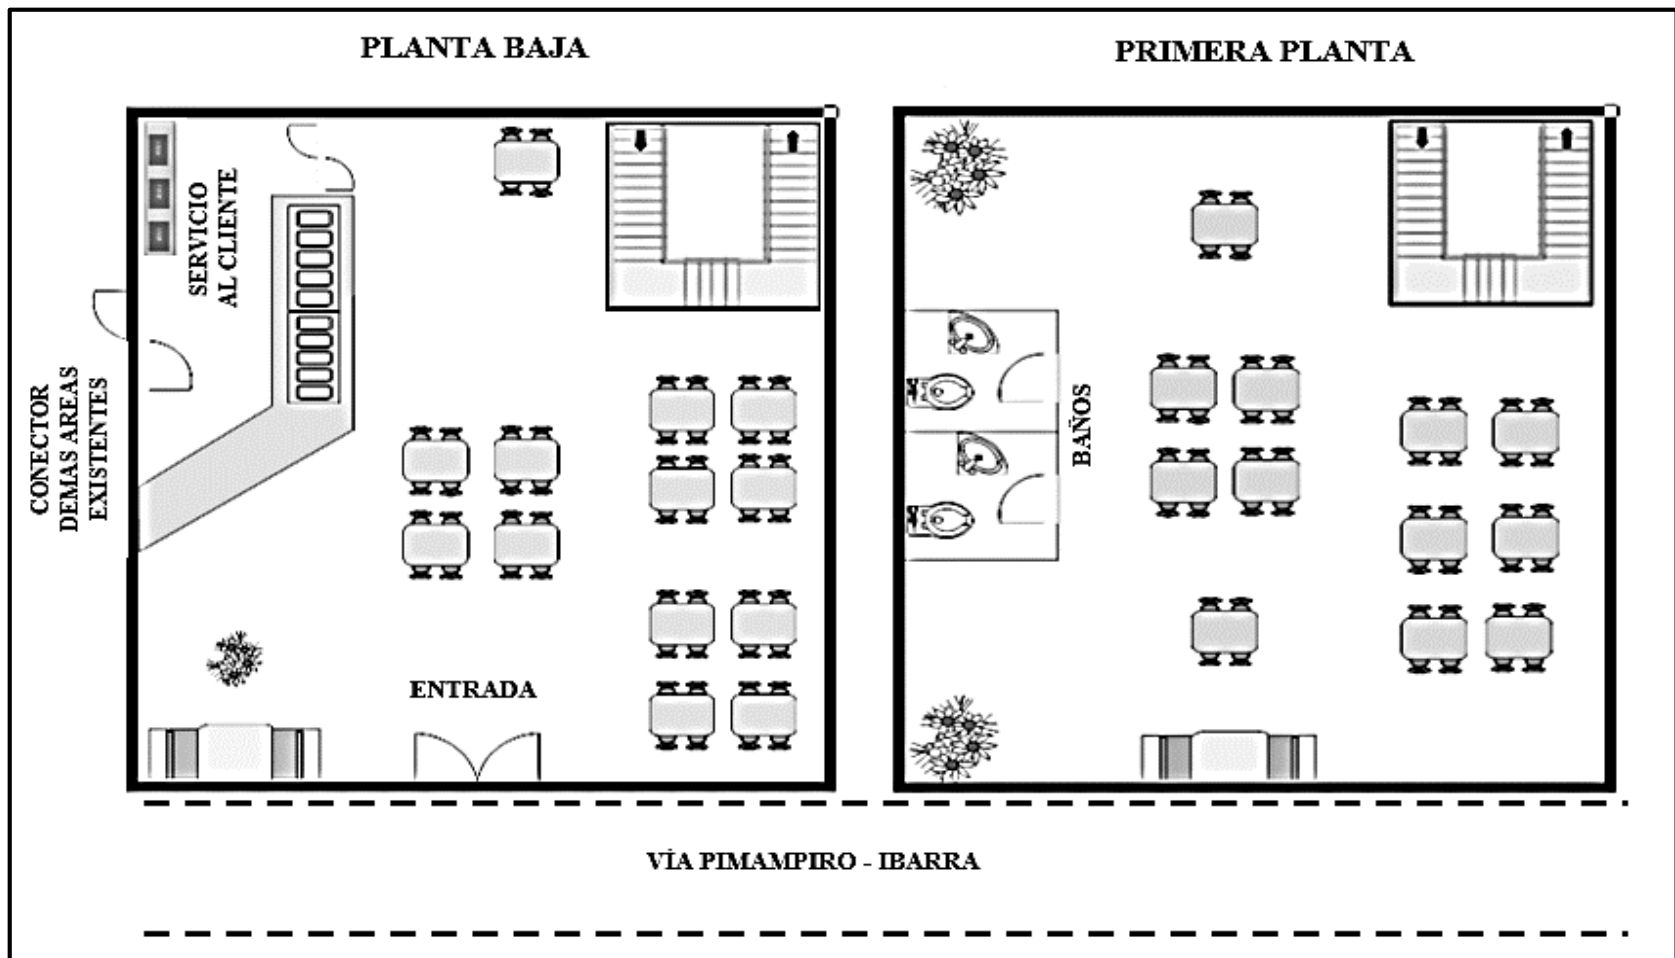 PLANTA BAJA
PRIMERA PLANTA
SERVICIO
AL CLIENTE
CONECTOR
DEMAS AREAS
EXISTENTES
BAÑOS
ENTRADA
VÍA PIMAMPIRO - IBARRA